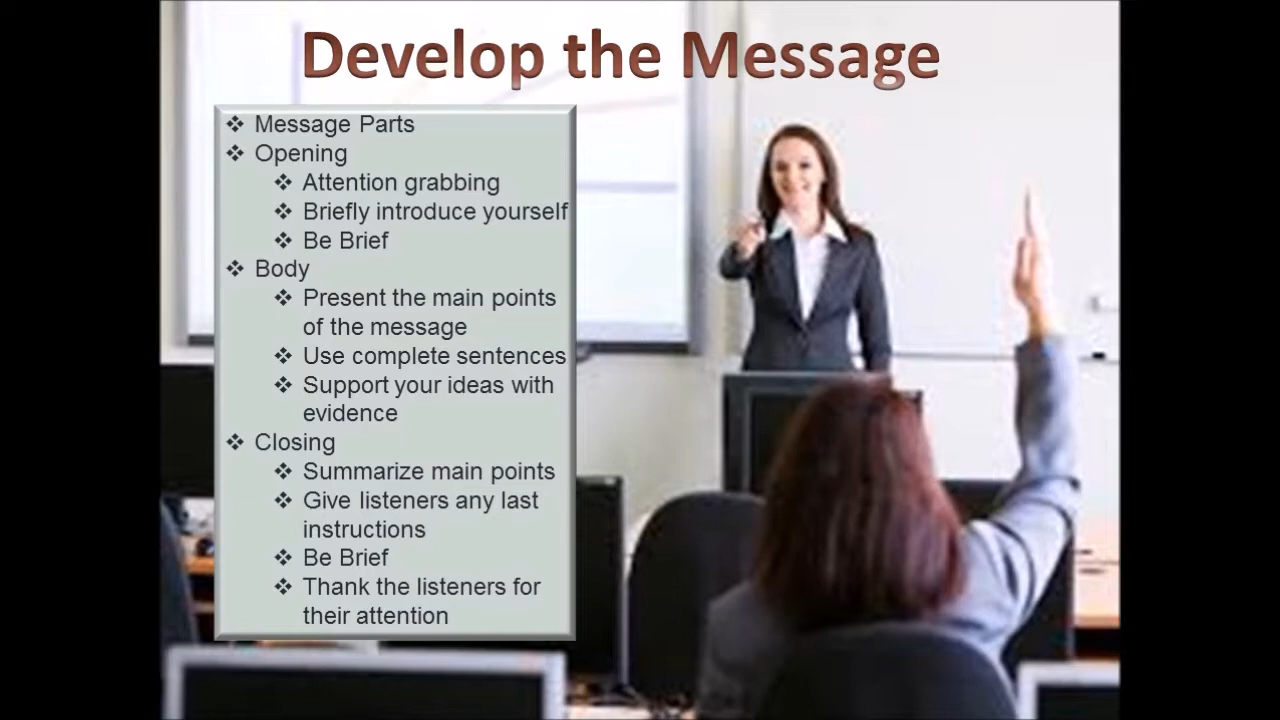 Develop the Message
❖ Message Parts
❖ Opening
❖ Attention grabbing
❖ Briefly introduce yourself
❖ Be Brief
❖ Body
❖ Present the main points
of the message
❖ Use complete sentences
❖ Support your ideas with
evidence
❖ Closing
❖ Summarize main points
❖ Give listeners any last
instructions
❖ Be Brief
❖ Thank the listeners for
their attention